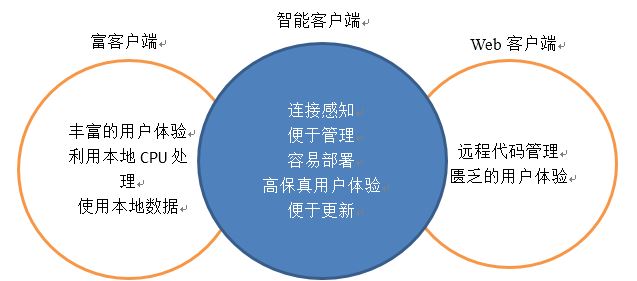 富客户端
智能客户端
Web 客户端
丰富的用户体验
利用本地 CPU 处
理
使用本地数据
连接感知
便于管理
容易部署
高保真用户体验
便于更新
远程代码管理
匮乏的用户体验